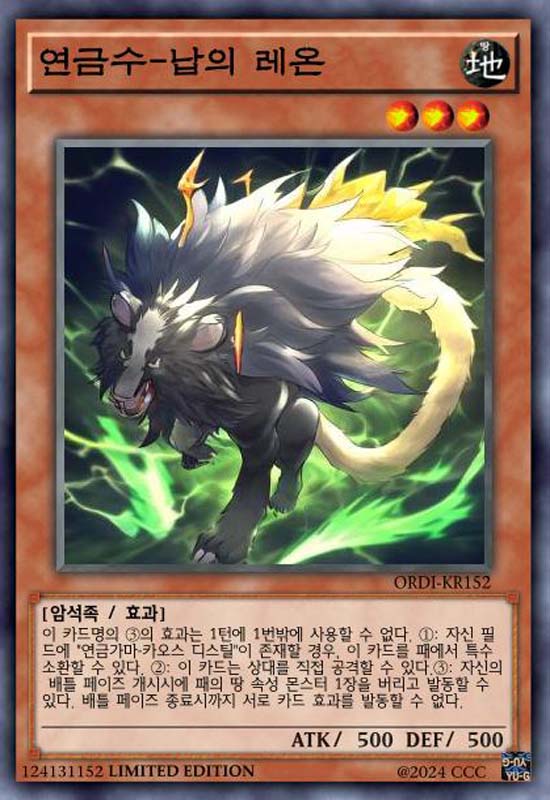 연금수-납의 레온
땅
地
ORDI-KR152
[암석족 / 효과]
이 카드명의 ③의 효과는 1턴에 1번밖에 사용할 수 없다. ①: 자신 필
드에 "연금가마-카오스 디스틸"이 존재할 경우, 이 카드를 패에서 특수
소환할 수 있다. ②: 이 카드는 상대를 직접 공격할 수 있다.③: 자신의
배틀 페이즈 개시시에 패의 땅 속성 몬스터 1장을 버리고 발동할 수
있다. 배틀 페이즈 종료시까지 서로 카드 효과를 발동할 수 없다.
ATK/ 500 DEF/ 500
124131152 LIMITED EDITION @2024 CCC